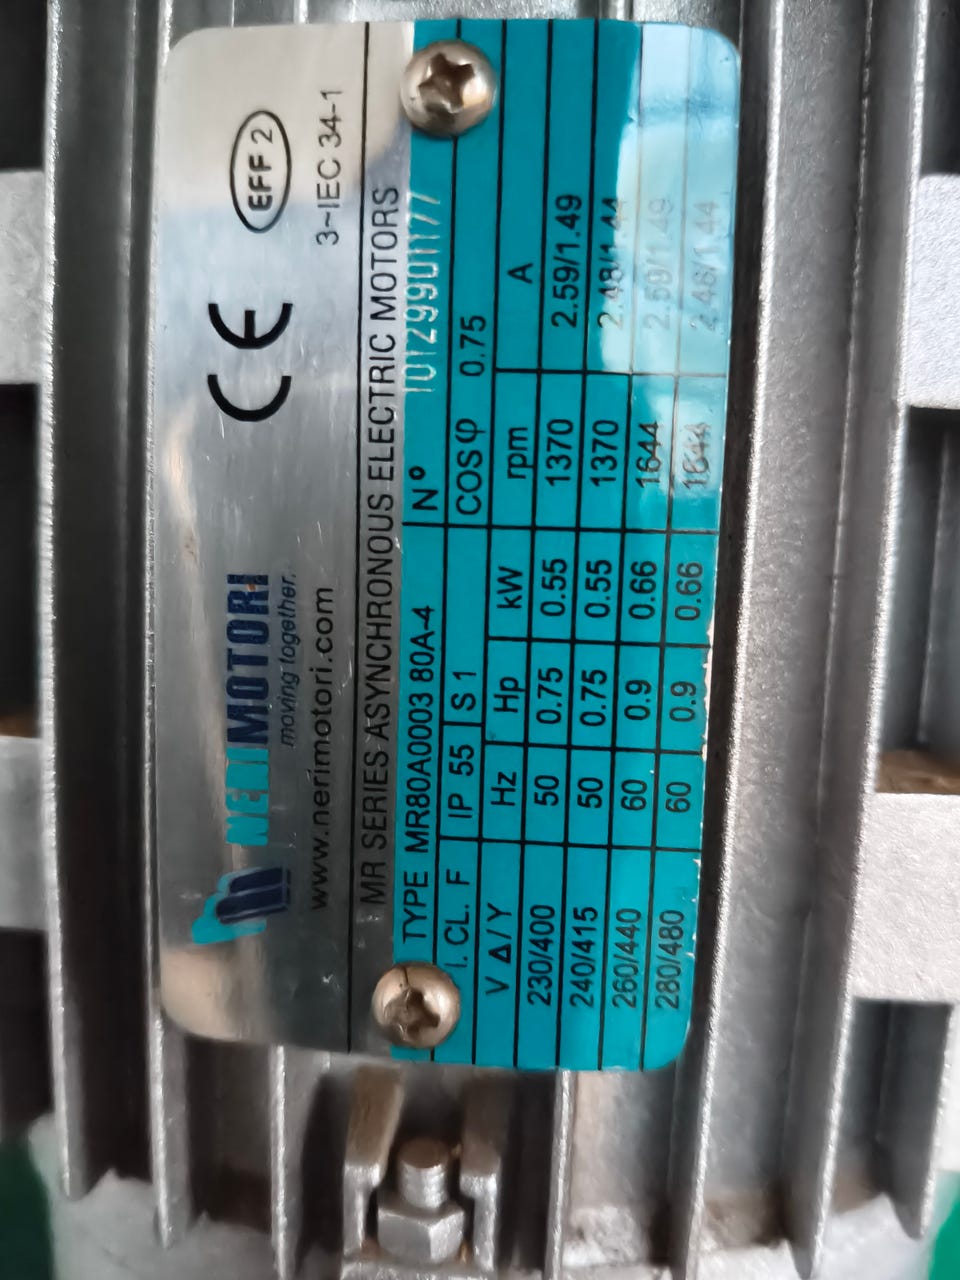 NERIMOTORI
moving together.
CE
EFF 2
www.nerimotori.com
3~IEC 34-1
MR SERIES ASYNCHRONOUS ELECTRIC MOTORS
TYPE MR80A0003 80A-4 N°
I. CL. F IP 55 S 1 COSφ 0.75
V Δ/Y Hz Hp kW rpm A
230/400 50 0.75 0.55 1370 2.59/1.49
240/415 50 0.75 0.55 1370 2.48/1.44
260/440 60 0.9 0.66 1644 2.59/1.49
280/480 60 0.9 0.66 1644 2.48/1.44